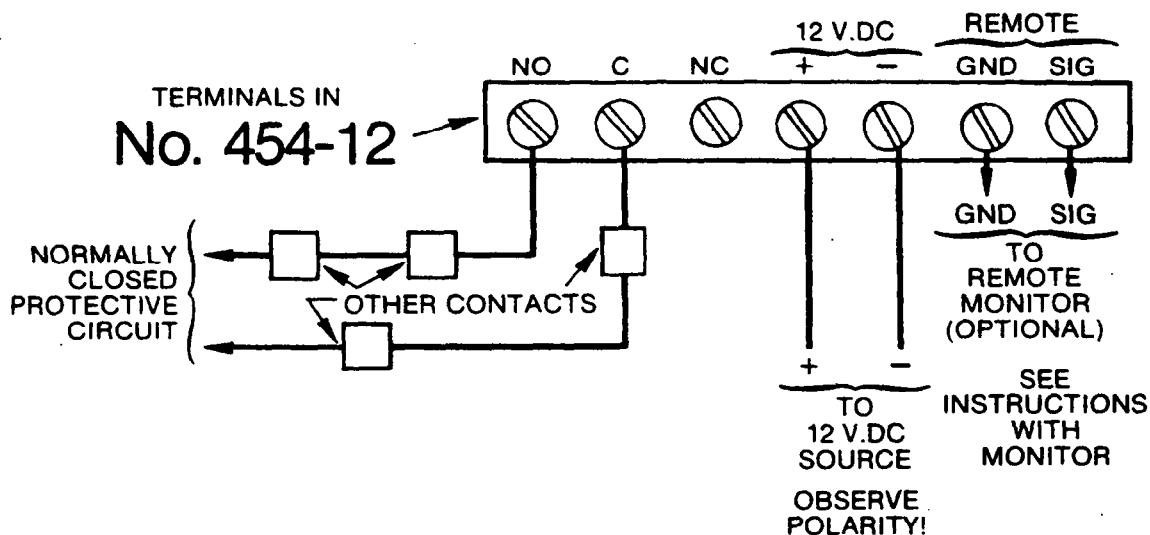 12 V.DC
REMOTE
NO C NC + – GND SIG
TERMINALS IN
No. 454-12
GND SIG
TO
REMOTE
MONITOR
(OPTIONAL)
SEE
INSTRUCTIONS
WITH
MONITOR
NORMALLY
CLOSED
PROTECTIVE
CIRCUIT
OTHER CONTACTS
+ –
TO
12 V.DC
SOURCE
OBSERVE
POLARITY!